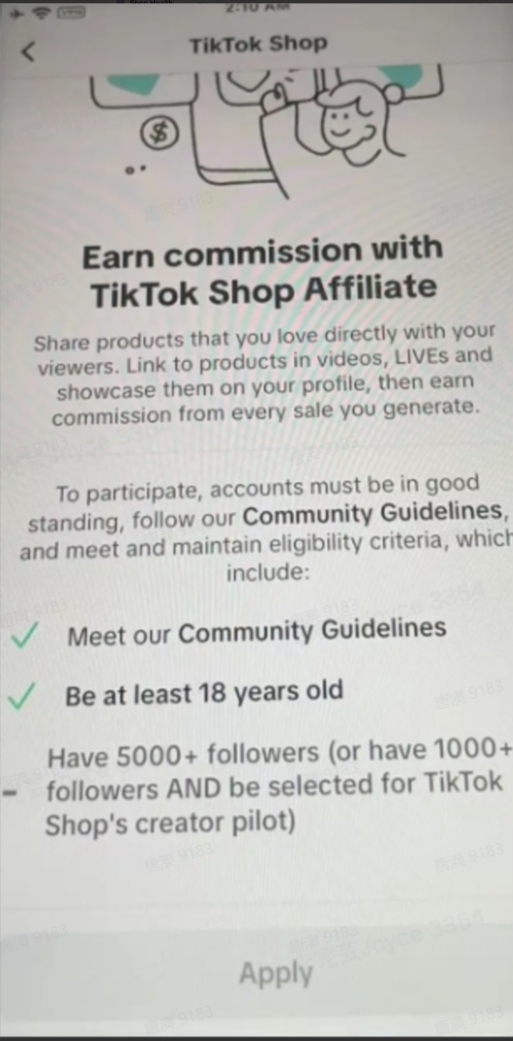 VPN
2:10 AM
TikTok Shop
$
Earn commission with
TikTok Shop Affiliate
Share products that you love directly with your
viewers. Link to products in videos, LIVEs and
showcase them on your profile, then earn
commission from every sale you generate.
To participate, accounts must be in good
standing, follow our Community Guidelines,
and meet and maintain eligibility criteria, which
include:
Meet our Community Guidelines
Be at least 18 years old
Have 5000+ followers (or have 1000+
followers AND be selected for TikTok
Shop's creator pilot)
Apply